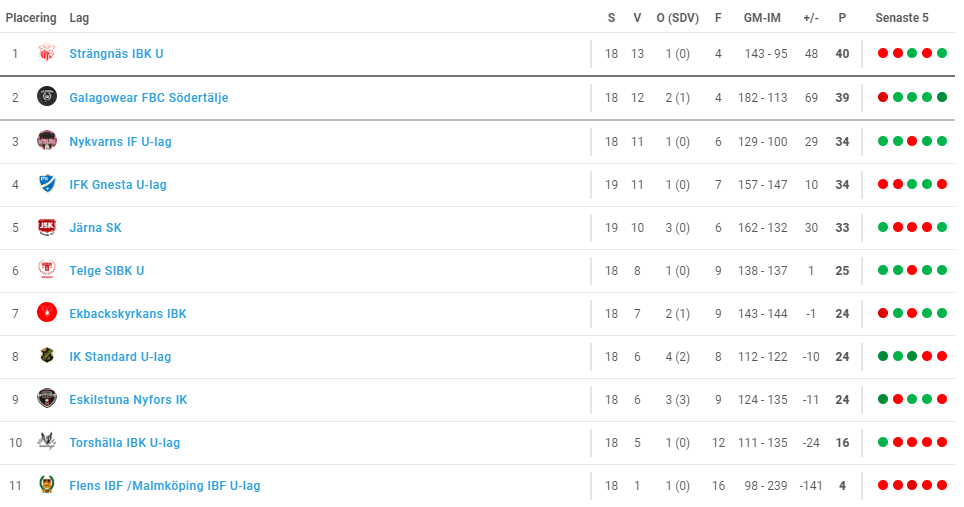 Placering Lag S V O (SDV) F GM-IM +/- P Senaste 5
1 Strängnäs IBK U 18 13 1 (0) 4 143 - 95 48 40
2 Galagowear FBC Södertälje 18 12 2 (1) 4 182 - 113 69 39
3 Nykvarns IF U-lag 18 11 1 (0) 6 129 - 100 29 34
4 IFK Gnesta U-lag 19 11 1 (0) 7 157 - 147 10 34
5 Järna SK 19 10 3 (0) 6 162 - 132 30 33
6 Telge SIBK U 18 8 1 (0) 9 138 - 137 1 25
7 Ekbackskyrkans IBK 18 7 2 (1) 9 143 - 144 -1 24
8 IK Standard U-lag 18 6 4 (2) 8 112 - 122 -10 24
9 Eskilstuna Nyfors IK 18 6 3 (3) 9 124 - 135 -11 24
10 Torshälla IBK U-lag 18 5 1 (0) 12 111 - 135 -24 16
11 Flens IBF /Malmköping IBF U-lag 18 1 1 (0) 16 98 - 239 -141 4